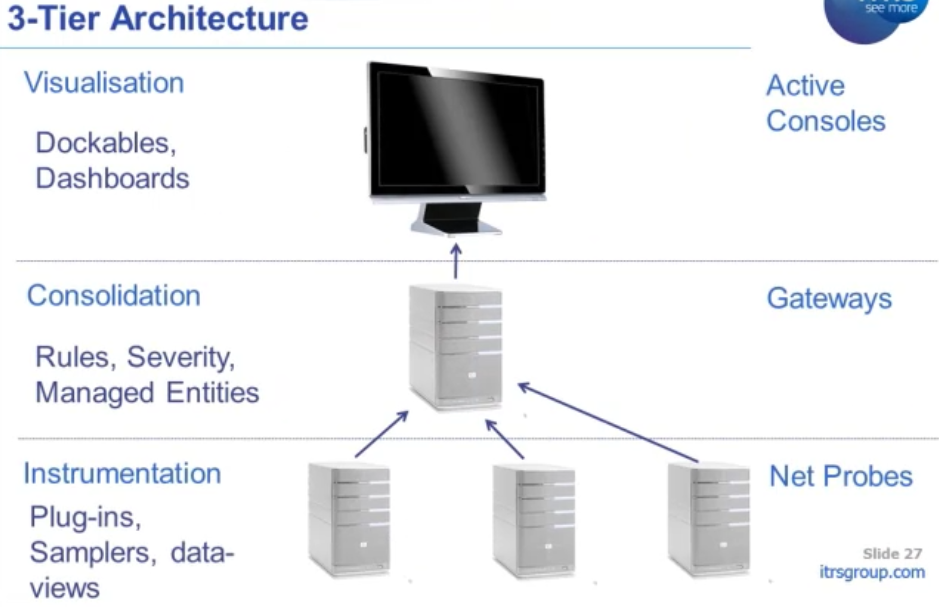 3-Tier Architecture
see more
Visualisation
Active
Consoles
Dockables,
Dashboards
Consolidation
Gateways
Rules, Severity,
Managed Entities
Instrumentation
Net Probes
Plug-ins,
Samplers, data-
views
Slide 27
itrsgroup.com